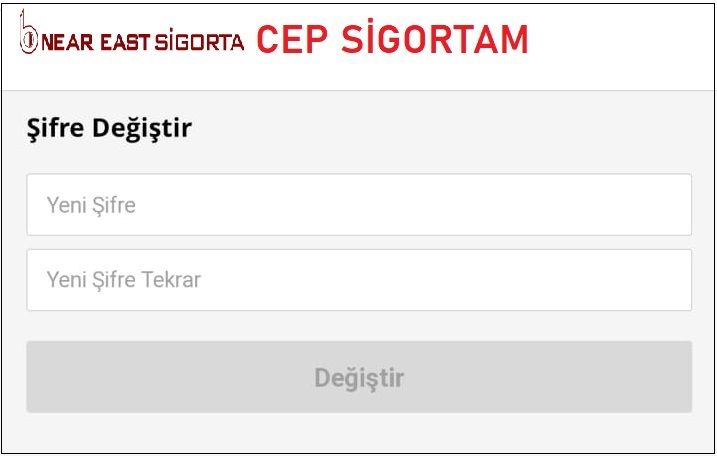 NEAR EAST SİGORTA CEP SİGORTAM
Şifre Değiştir
Yeni Şifre
Yeni Şifre Tekrar
Değiştir